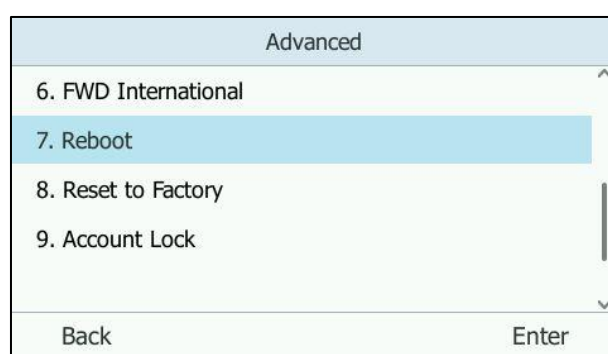 Advanced
6. FWD International
7. Reboot
8. Reset to Factory
9. Account Lock
Back Enter